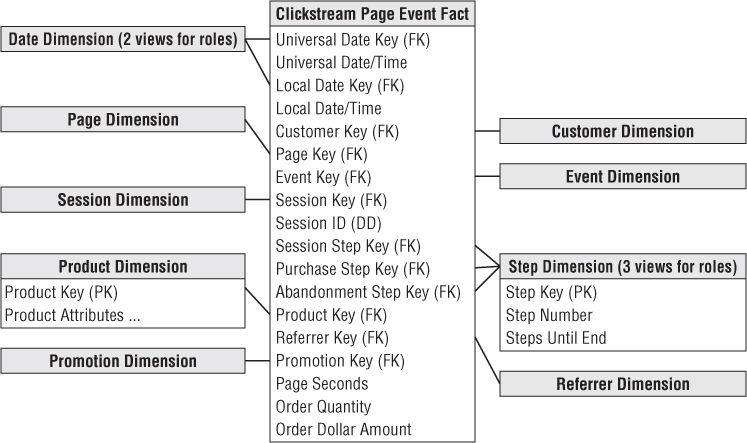 Clickstream Page Event Fact
Universal Date Key (FK)
Universal Date/Time
Local Date Key (FK)
Local Date/Time
Customer Key (FK)
Page Key (FK)
Event Key (FK)
Session Key (FK)
Session ID (DD)
Session Step Key (FK)
Purchase Step Key (FK)
Abandonment Step Key (FK)
Product Key (FK)
Referrer Key (FK)
Promotion Key (FK)
Page Seconds
Order Quantity
Order Dollar Amount
Date Dimension (2 views for roles)
Page Dimension
Session Dimension
Product Dimension
Product Key (PK)
Product Attributes ...
Promotion Dimension
Customer Dimension
Event Dimension
Step Dimension (3 views for roles)
Step Key (PK)
Step Number
Steps Until End
Referrer Dimension